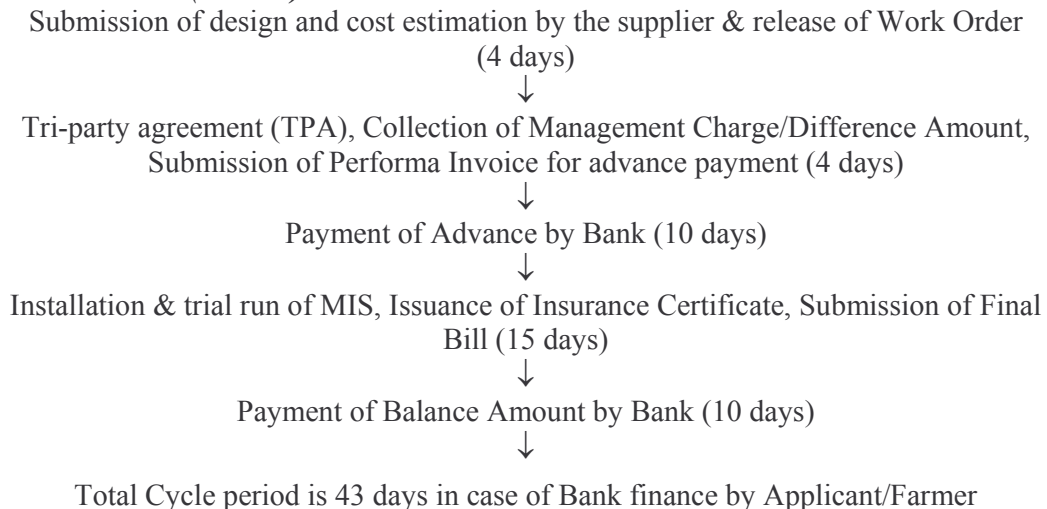 Submission of design and cost estimation by the supplier & release of Work Order
(4 days)
↓
Tri-party agreement (TPA), Collection of Management Charge/Difference Amount,
Submission of Performa Invoice for advance payment (4 days)
↓
Payment of Advance by Bank (10 days)
↓
Installation & trial run of MIS, Issuance of Insurance Certificate, Submission of Final
Bill (15 days)
↓
Payment of Balance Amount by Bank (10 days)
↓
Total Cycle period is 43 days in case of Bank finance by Applicant/Farmer